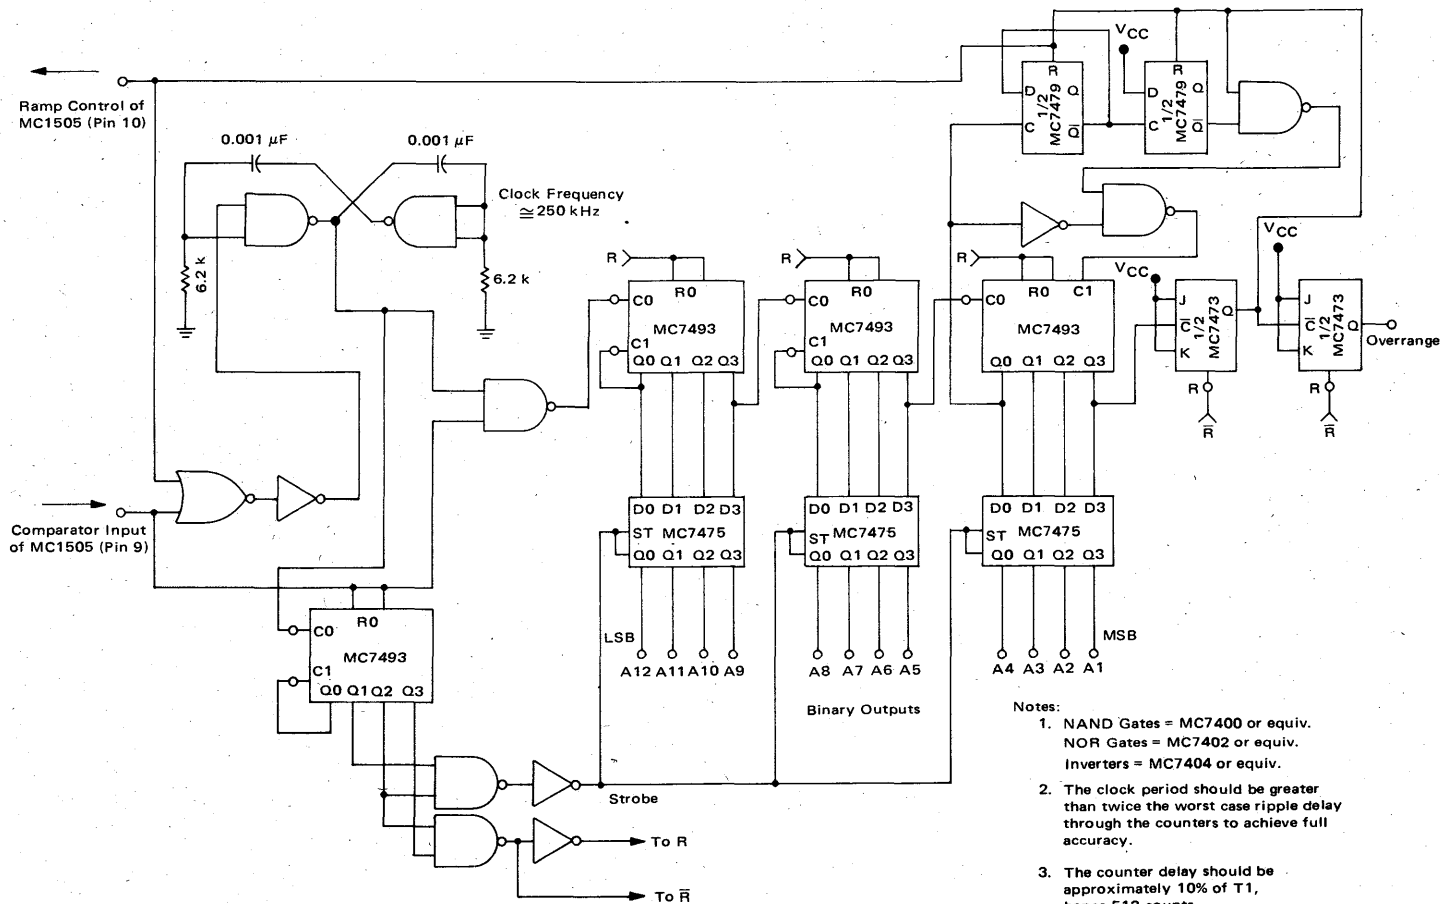 Ramp Control of
MC1505 (Pin 10)
0.001 µF
0.001 µF
Clock Frequency
≅250 kHz
6.2 k
6.2 k
Comparator Input
of MC1505 (Pin 9)
VCC
R
D
Q
C
Q̅
1/2
MC7479
R
D
Q
C
Q̅
1/2
MC7479
R
R0
C0
MC7493
C1
Q0 Q1 Q2 Q3
R
R0
C0
MC7493
C1
Q0 Q1 Q2 Q3
R
R0 C1
C0
MC7493
Q0 Q1 Q2 Q3
VCC
J
C̅
K
Q
1/2
MC7473
R
R̅
VCC
J
C̅
K
Q
1/2
MC7473
R
R̅
Overrange
D0 D1 D2 D3
ST MC7475
Q0 Q1 Q2 Q3
D0 D1 D2 D3
ST MC7475
Q0 Q1 Q2 Q3
D0 D1 D2 D3
ST MC7475
Q0 Q1 Q2 Q3
LSB
MSB
A12 A11 A10 A9
A8 A7 A6 A5
A4 A3 A2 A1
Binary Outputs
R0
C0
MC7493
C1
Q0 Q1 Q2 Q3
Strobe
To R
To R̅
Notes:
1. NAND Gates = MC7400 or equiv.
NOR Gates = MC7402 or equiv.
Inverters = MC7404 or equiv.
2. The clock period should be greater
than twice the worst case ripple delay
through the counters to achieve full
accuracy.
3. The counter delay should be
approximately 10% of T1,